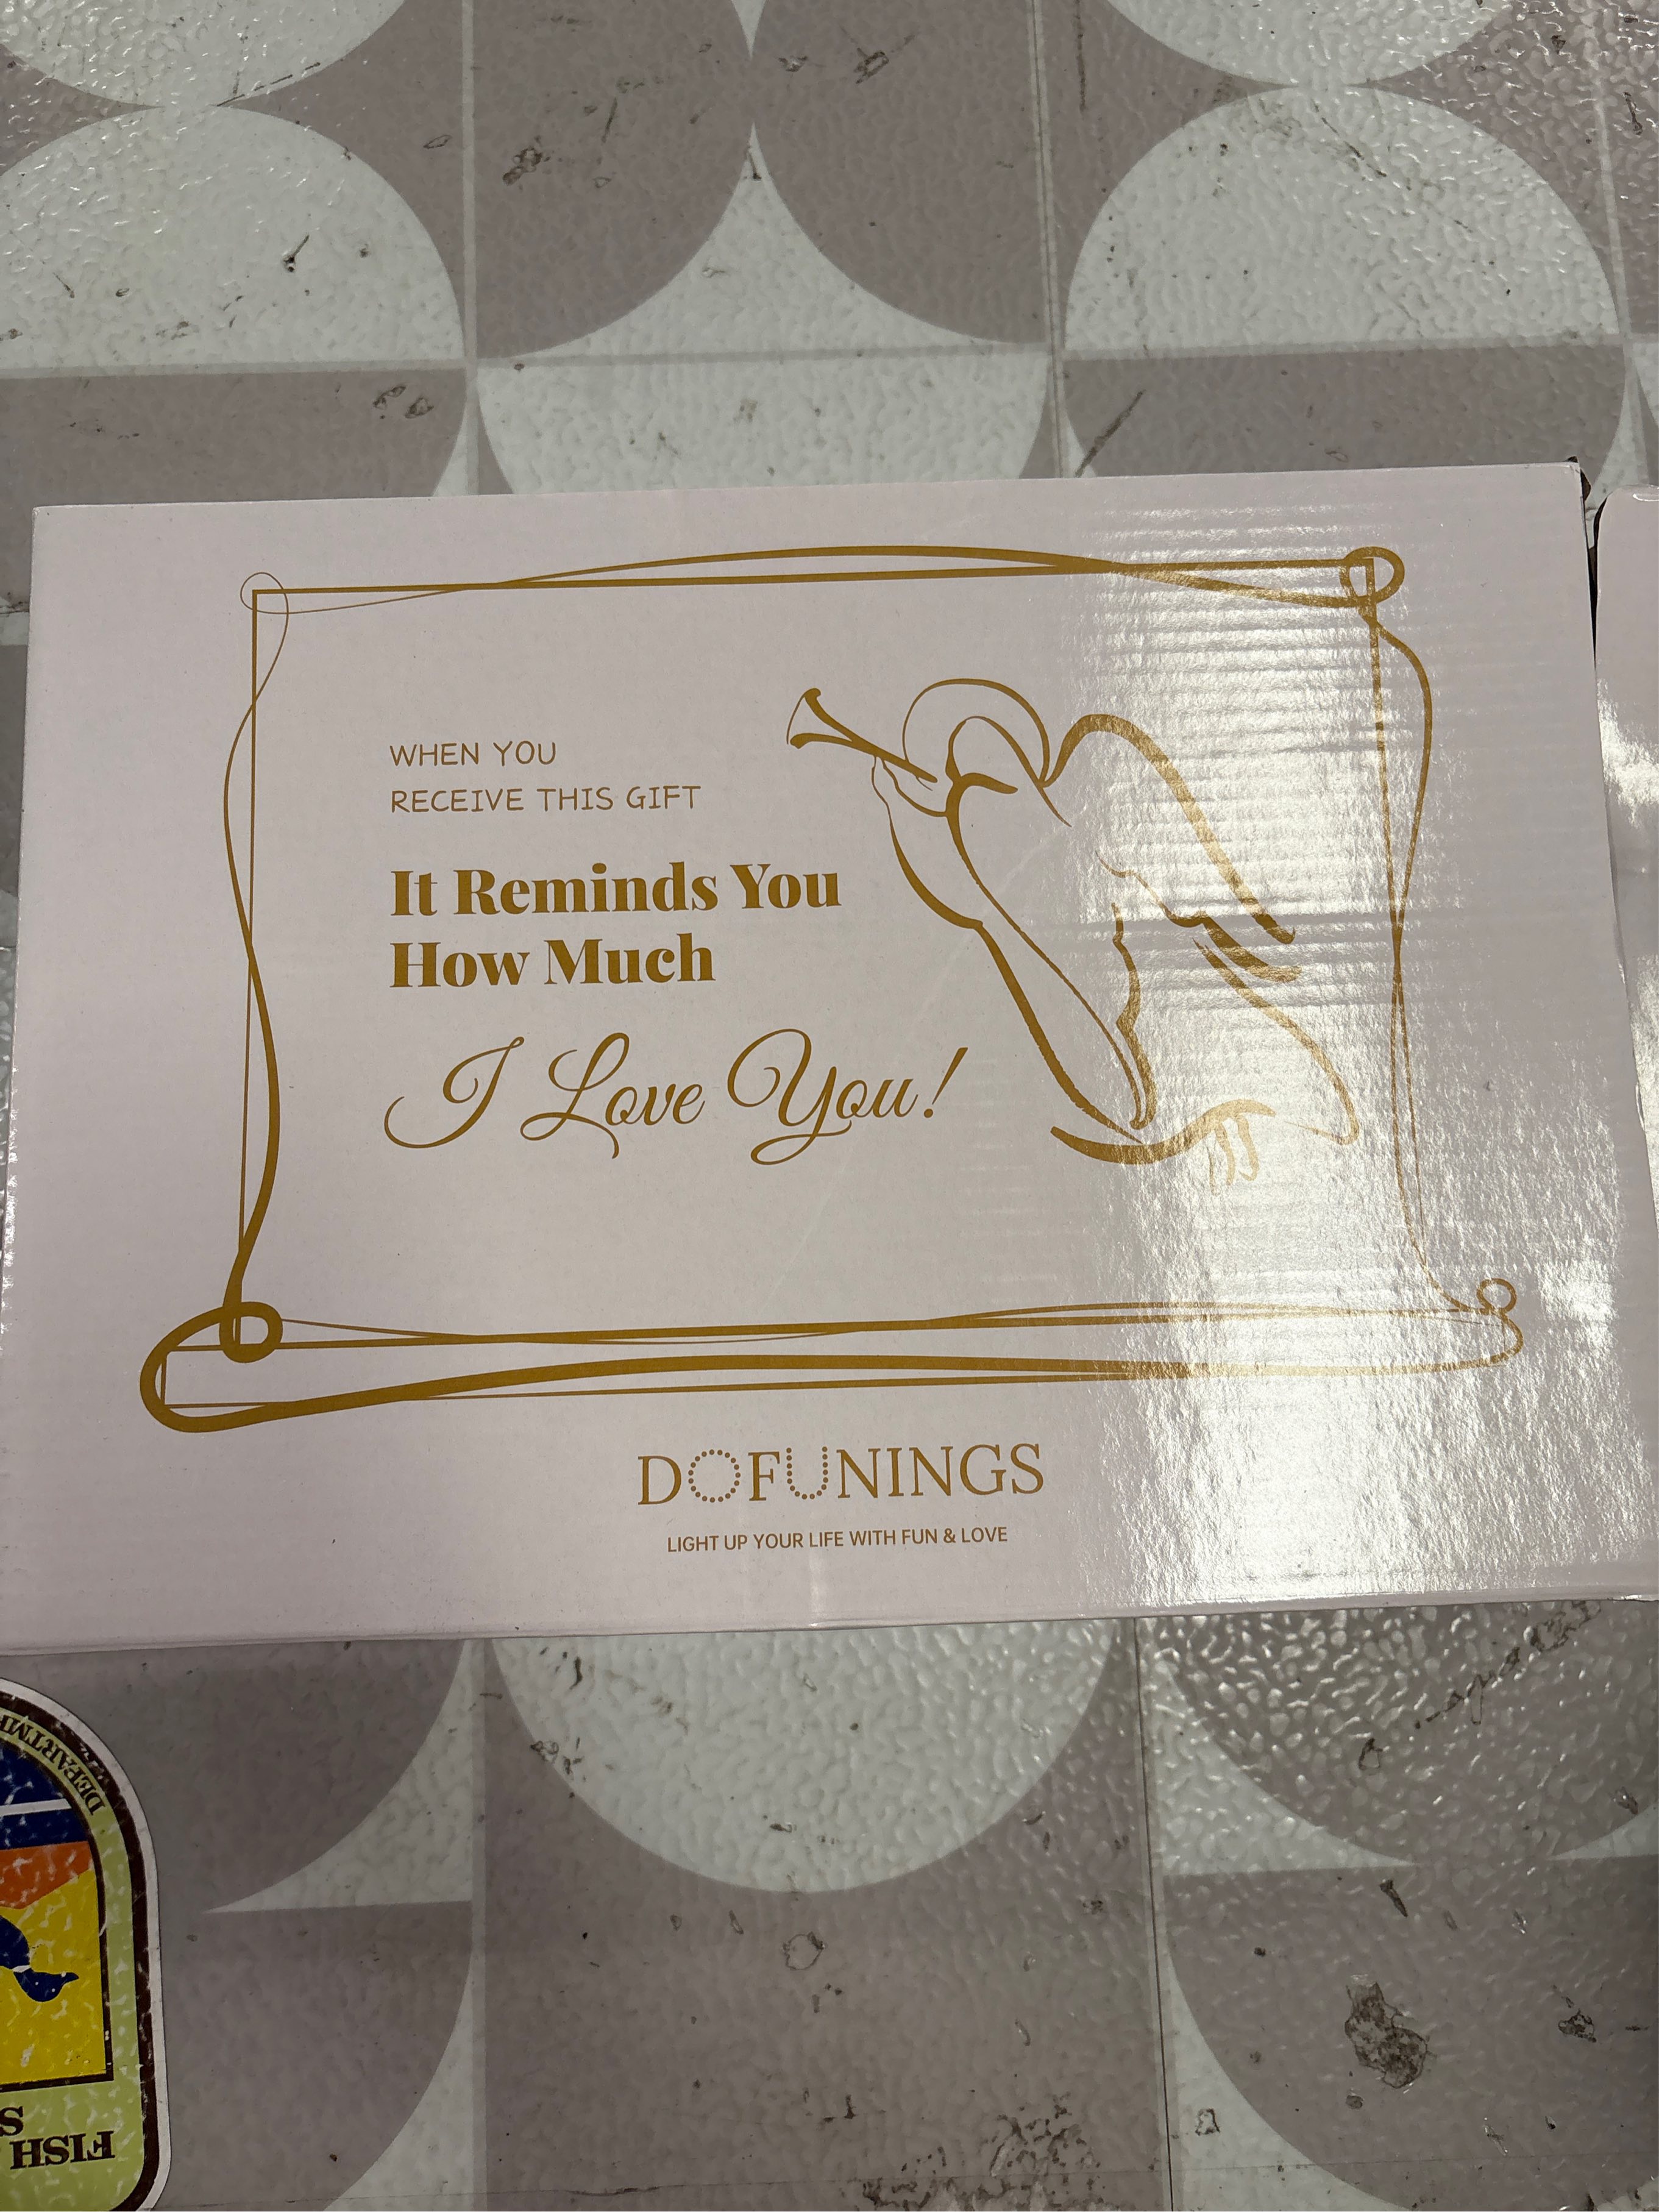 WHEN YOU
RECEIVE THIS GIFT
It Reminds You
How Much
I Love You!
DOFUNINGS
LIGHT UP YOUR LIFE WITH FUN & LOVE
FISH